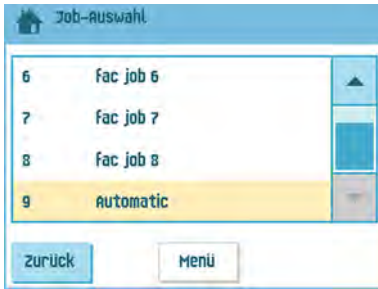 Job-Auswahl
6 Fac job 6
7 Fac job 7
8 Fac job 8
9 Automatic
Zurück Menü